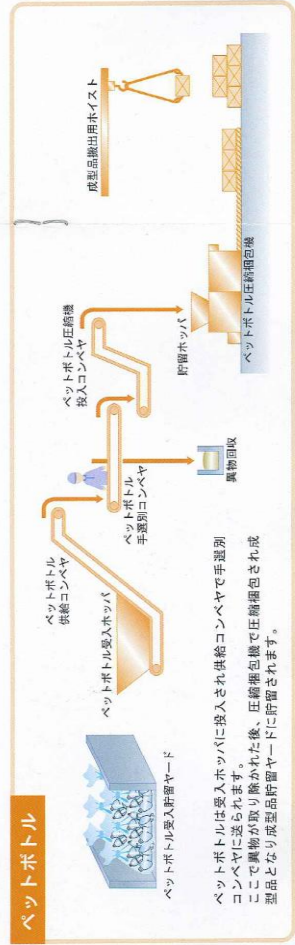 ペットボトル
ペットボトル受入貯留ヤード
ペットボトル受入ホッパ
ペットボトル
供給コンベヤ
ペットボトル
手選別コンベヤ
異物回収
ペットボトル圧縮機
投入コンベヤ
貯留ホッパ
ペットボトル圧縮梱包機
成型品搬出用ホイスト
ペットボトルは受入ホッパに投入され供給コンベヤで手選別
コンベヤに送られます。
ここで異物が取り除かれた後、圧縮梱包機で圧縮梱包され成
型品となり成型品貯留ヤードに貯留されます。